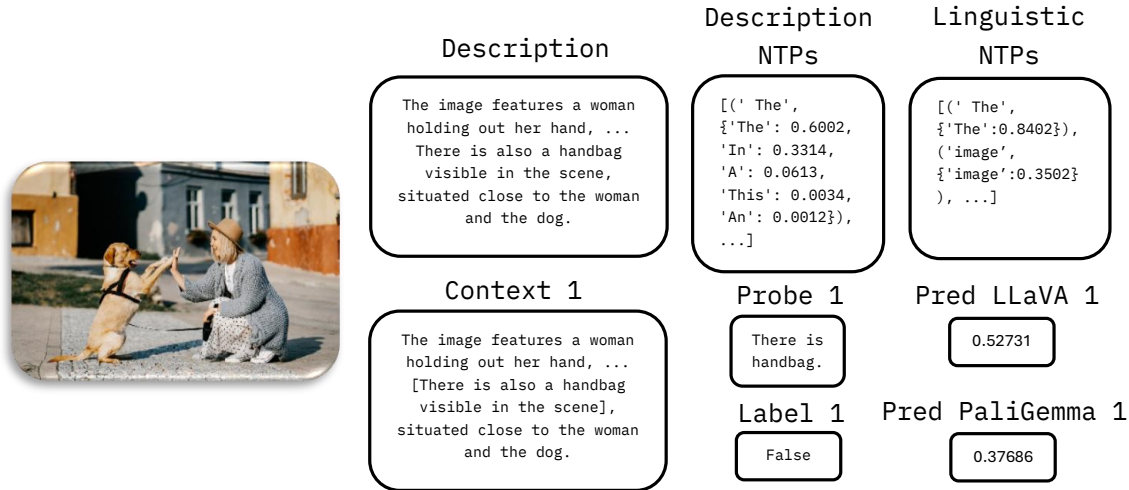 Description
The image features a woman
holding out her hand, ...
There is also a handbag
visible in the scene,
situated close to the woman
and the dog.
Description
NTPs
[(' The',
{'The': 0.6002,
'In': 0.3314,
'A': 0.0613,
'This': 0.0034,
'An': 0.0012}),
...]
Linguistic
NTPs
[(' The',
{'The':0.8402}),
('image’,
{'image’:0.3502}
), ...]
Context 1
The image features a woman
holding out her hand, ...
[There is also a handbag
visible in the scene],
situated close to the woman
and the dog.
Probe 1
There is
handbag.
Pred LLaVA 1
0.52731
Label 1
False
Pred PaliGemma 1
0.37686